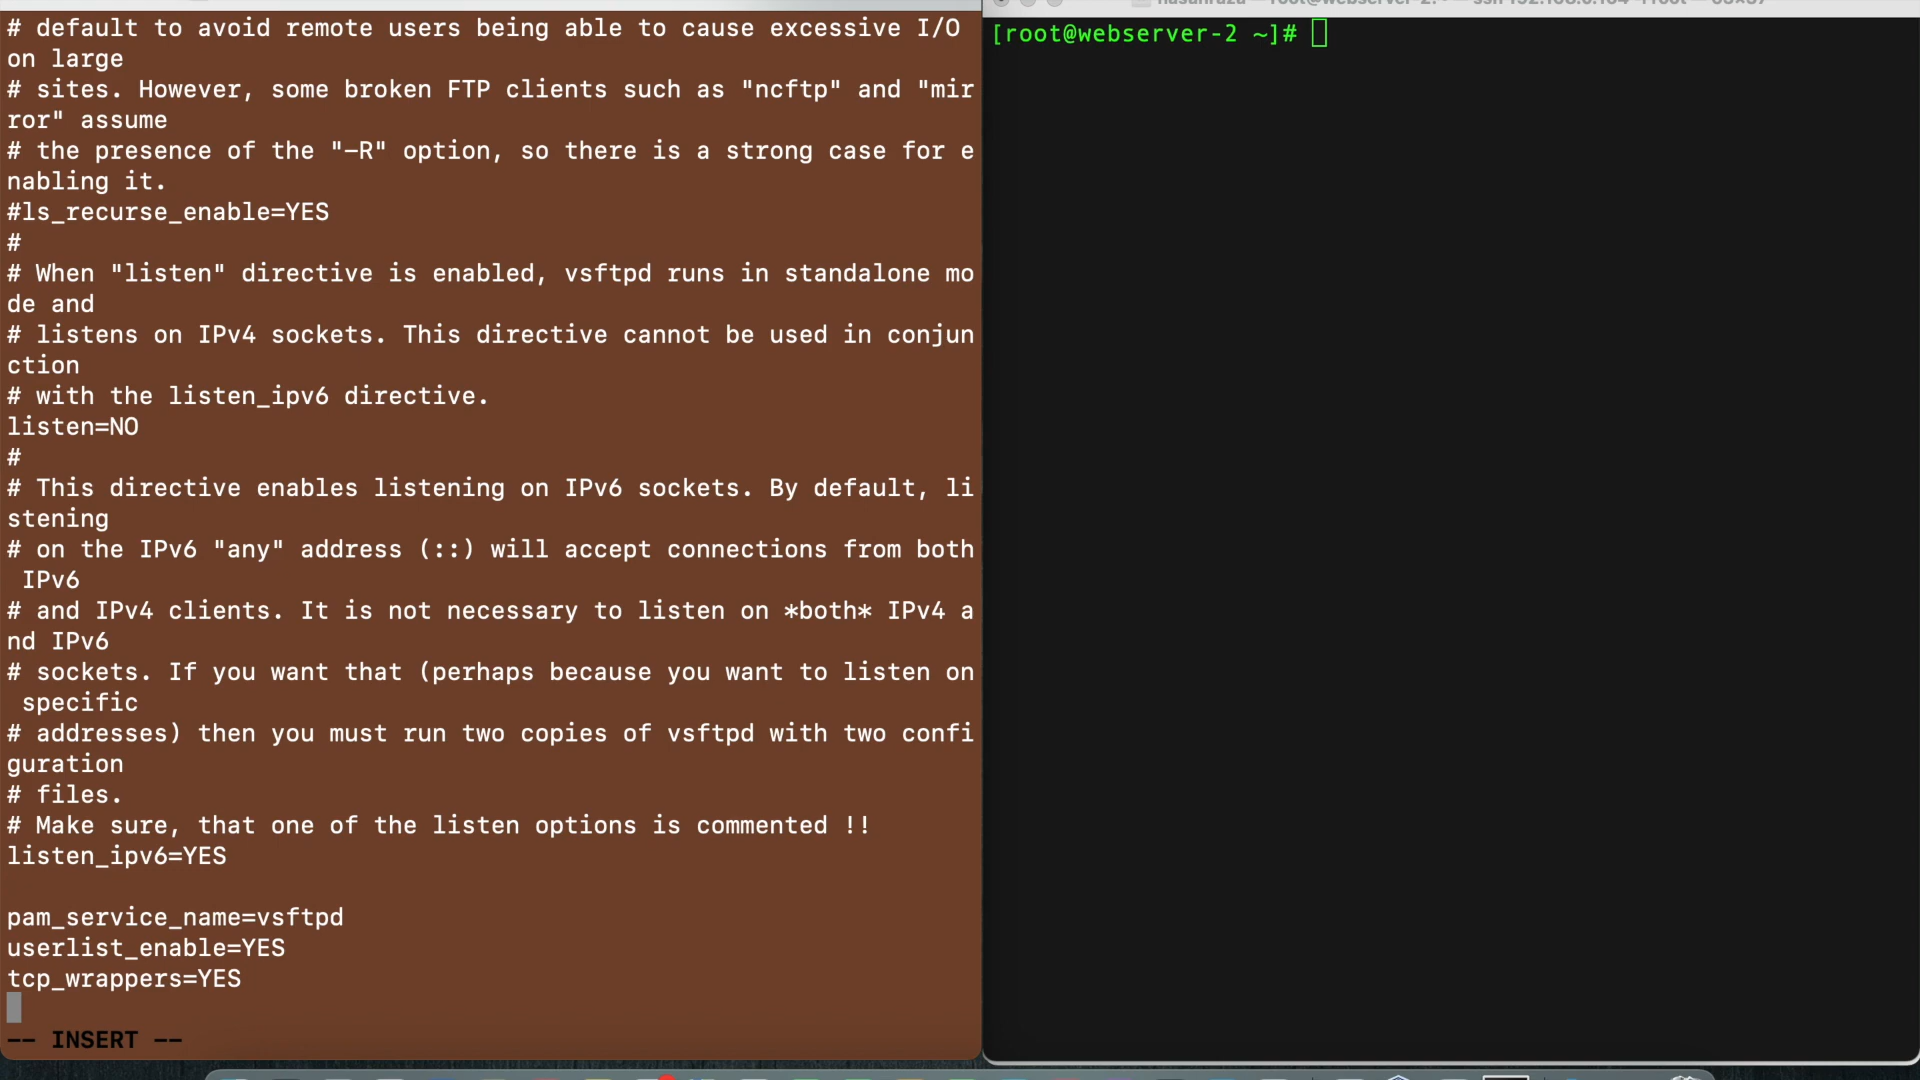 # default to avoid remote users being able to cause excessive I/O
on large
# sites. However, some broken FTP clients such as "ncftp" and "mir
ror" assume
# the presence of the "-R" option, so there is a strong case for e
nabling it.
#ls_recurse_enable=YES
#
# When "listen" directive is enabled, vsftpd runs in standalone mo
de and
# listens on IPv4 sockets. This directive cannot be used in conjun
ction
# with the listen_ipv6 directive.
listen=NO
#
# This directive enables listening on IPv6 sockets. By default, li
stening
# on the IPv6 "any" address (::) will accept connections from both
 IPv6
# and IPv4 clients. It is not necessary to listen on *both* IPv4 a
nd IPv6
# sockets. If you want that (perhaps because you want to listen on
 specific
# addresses) then you must run two copies of vsftpd with two confi
guration
# files.
# Make sure, that one of the listen options is commented !!
listen_ipv6=YES

pam_service_name=vsftpd
userlist_enable=YES
tcp_wrappers=YES
-- INSERT --
[root@webserver-2 ~]#